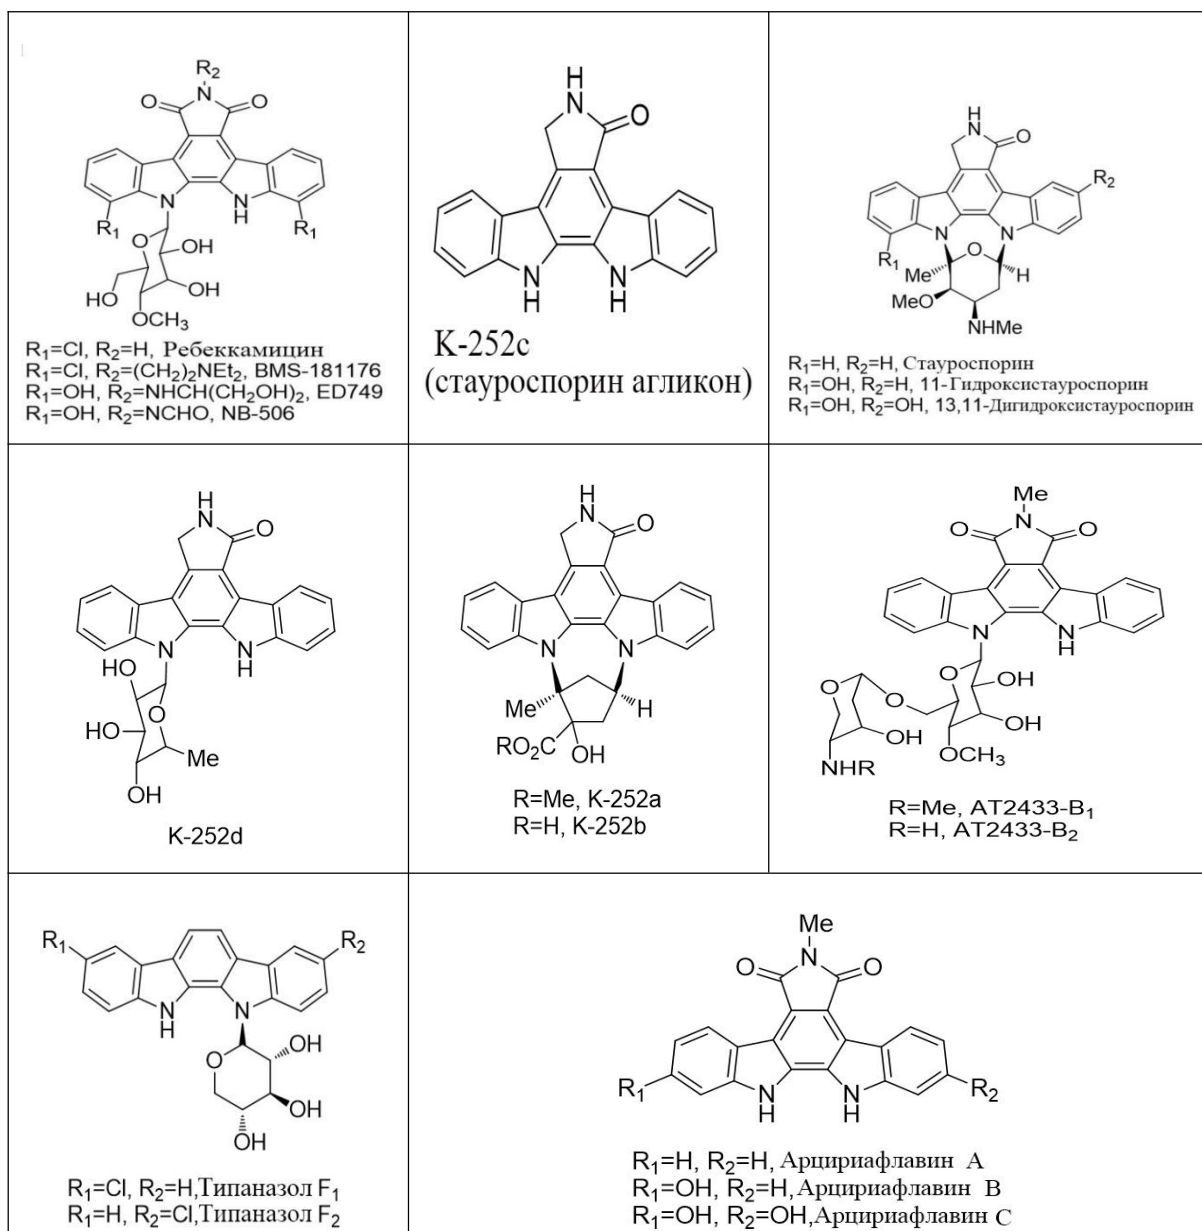 R2
O
N
O
R1
N
NH
R1
O
OH
HO
OH
OCH3
R1=Cl, R2=H, Ребеккамицин
R1=Cl, R2=(CH2)2NEt2, BMS-181176
R1=OH, R2=NHCH(CH2OH)2, ED749
R1=OH, R2=NCHO, NB-506
H
N
O
N
H
N
H
K-252c
(стауроспорин агликон)
NH
O
R2
N
N
R1
O
Me
H
MeO
NHMe
R1=H, R2=H, Стауроспорин
R1=OH, R2=H, 11-Гидроксистауроспорин
R1=OH, R2=OH, 13,11-Дигидроксистауроспорин
H
N
O
N
N
H
HO
O
HO
Me
OH
K-252d
H
N
O
N
N
Me
H
RO2C
OH
R=Me, K-252a
R=H, K-252b
Me
O
N
O
N
NH
O
O
O
OH
OH
OH
NHR
OCH3
R=Me, AT2433-B1
R=H, AT2433-B2
R1
R2
N
H
N
O
OH
OH
OH
R1=Cl, R2=H,Типаназол F1
R1=H, R2=Cl,Типаназол F2
Me
O
N
O
R1
N
H
N
H
R2
R1=H, R2=H, Арцириафлавин A
R1=OH, R2=H, Арцириафлавин B
R1=OH, R2=OH,Арцириафлавин C